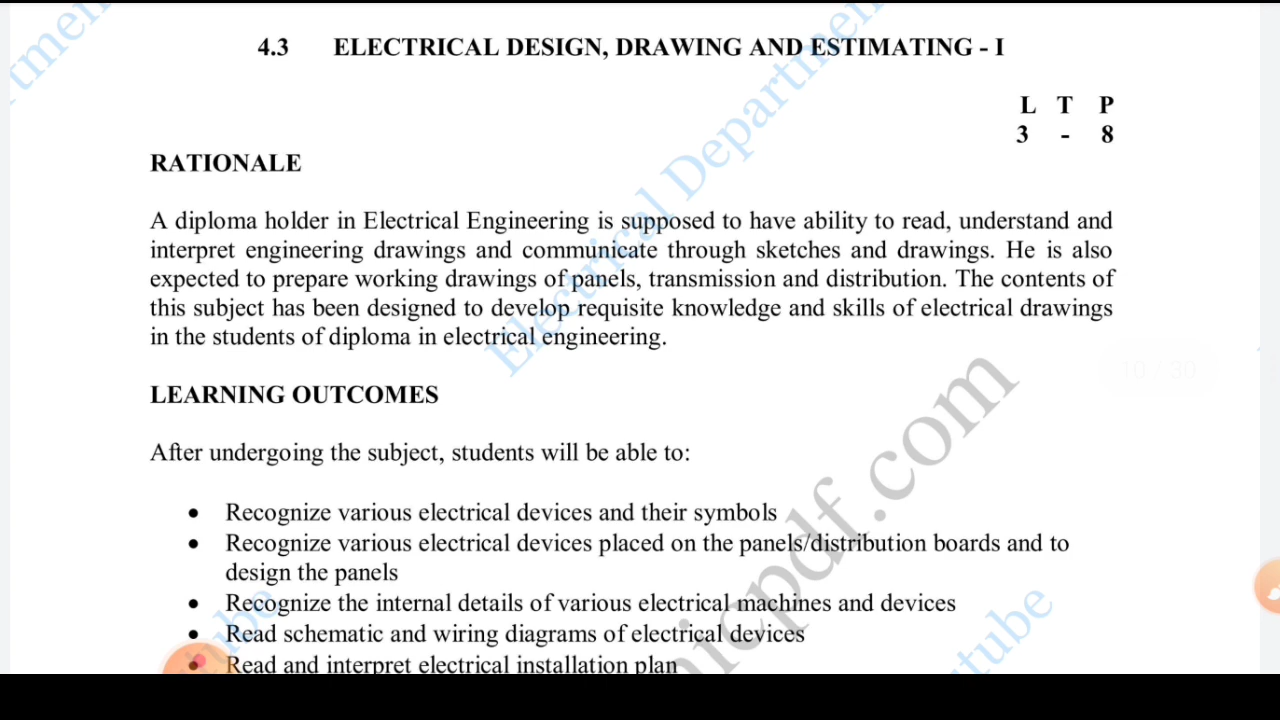 4.3 ELECTRICAL DESIGN, DRAWING AND ESTIMATING - I
L T P
3 - 8
RATIONALE
A diploma holder in Electrical Engineering is supposed to have ability to read, understand and
interpret engineering drawings and communicate through sketches and drawings. He is also
expected to prepare working drawings of panels, transmission and distribution. The contents of
this subject has been designed to develop requisite knowledge and skills of electrical drawings
in the students of diploma in electrical engineering.
10 / 30
LEARNING OUTCOMES
After undergoing the subject, students will be able to:
• Recognize various electrical devices and their symbols
• Recognize various electrical devices placed on the panels/distribution boards and to
design the panels
• Recognize the internal details of various electrical machines and devices
• Read schematic and wiring diagrams of electrical devices
• Read and interpret electrical installation plan
Electrical Department
icpdf.com